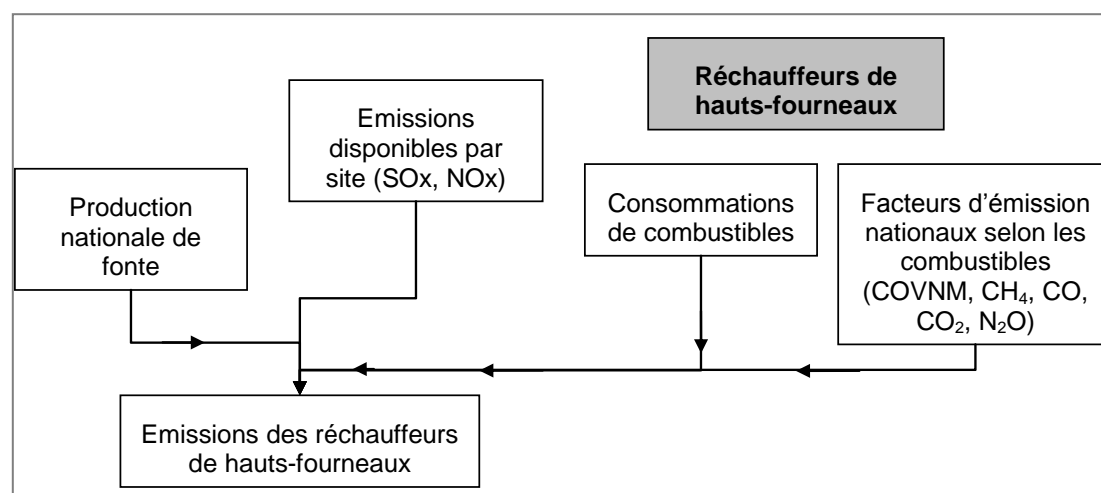 Réchauffeurs de
hauts-fourneaux
Emissions
disponibles par
site (SOx, NOx)
Production
nationale de
fonte
Consommations
de combustibles
Facteurs d'émission
nationaux selon les
combustibles
(COVNM, CH₄, CO,
CO₂, N₂O)
Emissions des réchauffeurs
de hauts-fourneaux